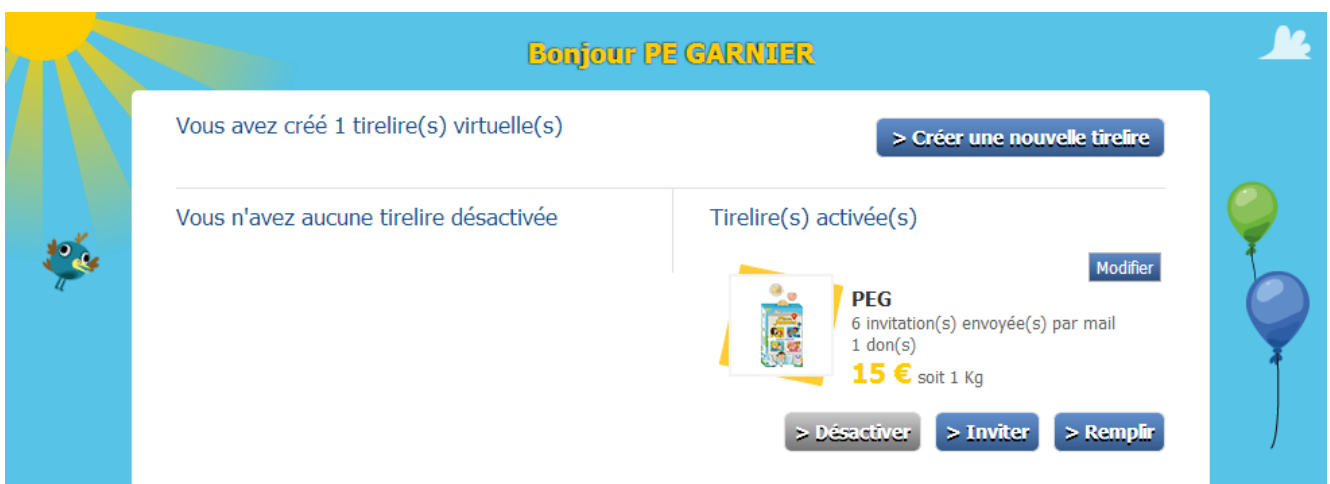 Bonjour PE GARNIER
Vous avez créé 1 tirelire(s) virtuelle(s)
> Créer une nouvelle tirelire
Vous n'avez aucune tirelire désactivée
Tirelire(s) activée(s)
Modifier
PEG
6 invitation(s) envoyée(s) par mail
1 don(s)
15 € soit 1 Kg
> Désactiver
> Inviter
> Remplir